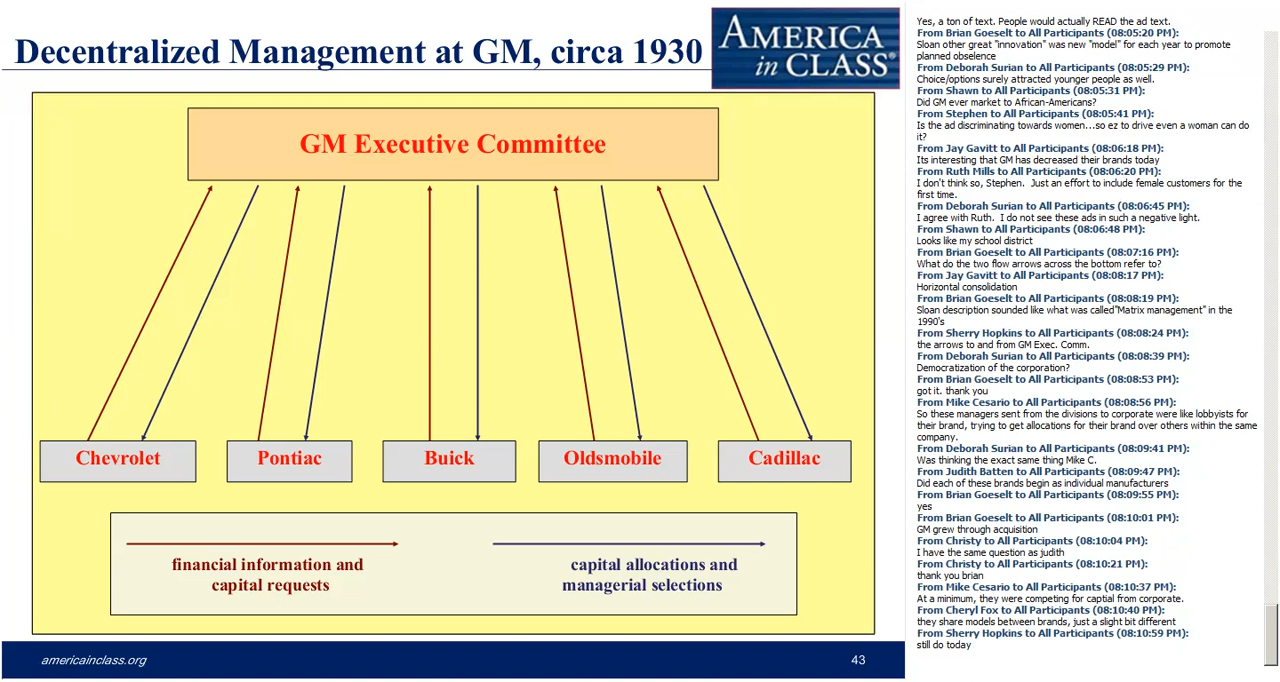 Decentralized Management at GM, circa 1930
AMERICA
in CLASS
GM Executive Committee
Chevrolet
Pontiac
Buick
Oldsmobile
Cadillac
financial information and
capital requests
capital allocations and
managerial selections
americainclass.org
43
Yes, a ton of text. People would actually READ the ad text.
From Brian Goeselt to All Participants (08:05:20 PM):
Sloan other great "innovation" was new "model" for each year to promote
planned obselence
From Deborah Surian to All Participants (08:05:29 PM):
Choice/options surely attracted younger people as well.
From Shawn to All Participants (08:05:31 PM):
Did GM ever market to African-Americans?
From Stephen to All Participants (08:05:41 PM):
Is the ad discriminating towards women...so ez to drive even a woman can do
it?
From Jay Gavitt to All Participants (08:06:18 PM):
Its interesting that GM has decreased their brands today
From Ruth Mills to All Participants (08:06:20 PM):
I don't think so, Stephen. Just an effort to include female customers for the
first time.
From Deborah Surian to All Participants (08:06:45 PM):
I agree with Ruth. I do not see these ads in such a negative light.
From Shawn to All Participants (08:06:48 PM):
Looks like my school district
From Brian Goeselt to All Participants (08:07:16 PM):
What do the two flow arrows across the bottom refer to?
From Jay Gavitt to All Participants (08:08:17 PM):
Horizontal consolidation
From Brian Goeselt to All Participants (08:08:19 PM):
Sloan description sounded like what was called"Matrix management" in the
1990's
From Sherry Hopkins to All Participants (08:08:24 PM):
the arrows to and from GM Exec. Comm.
From Deborah Surian to All Participants (08:08:39 PM):
Democratization of the corporation?
From Brian Goeselt to All Participants (08:08:53 PM):
got it. thank you
From Mike Cesario to All Participants (08:08:56 PM):
So these managers sent from the divisions to corporate were like lobbyists for
their brand, trying to get allocations for their brand over others within the same
company.
From Deborah Surian to All Participants (08:09:41 PM):
Was thinking the exact same thing Mike C.
From Judith Batten to All Participants (08:09:47 PM):
Did each of these brands begin as individual manufacturers
From Brian Goeselt to All Participants (08:09:55 PM):
yes
From Brian Goeselt to All Participants (08:10:01 PM):
GM grew through acquisition
From Christy to All Participants (08:10:04 PM):
I have the same question as judith
From Christy to All Participants (08:10:21 PM):
thank you brian
From Mike Cesario to All Participants (08:10:37 PM):
At a minimum, they were competing for captial from corporate.
From Cheryl Fox to All Participants (08:10:40 PM):
they share models between brands, just a slight bit different
From Sherry Hopkins to All Participants (08:10:59 PM):
still do today